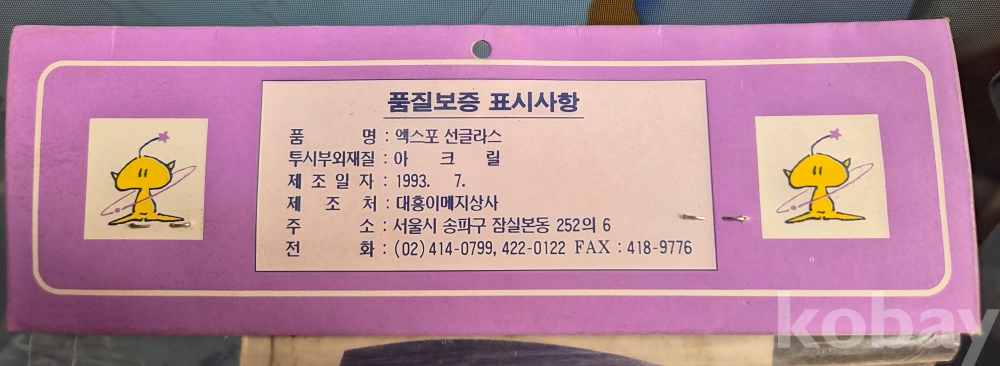 품질보증 표시사항
품 명 : 엑스포 선글라스
투시부외재질 : 아 크 릴
제 조 일 자 : 1993. 7.
제 조 처 : 대홍이메지상사
주 소 : 서울시 송파구 잠실본동 252의 6
전 화 : (02) 414-0799, 422-0122 FAX : 418-9776
kobay